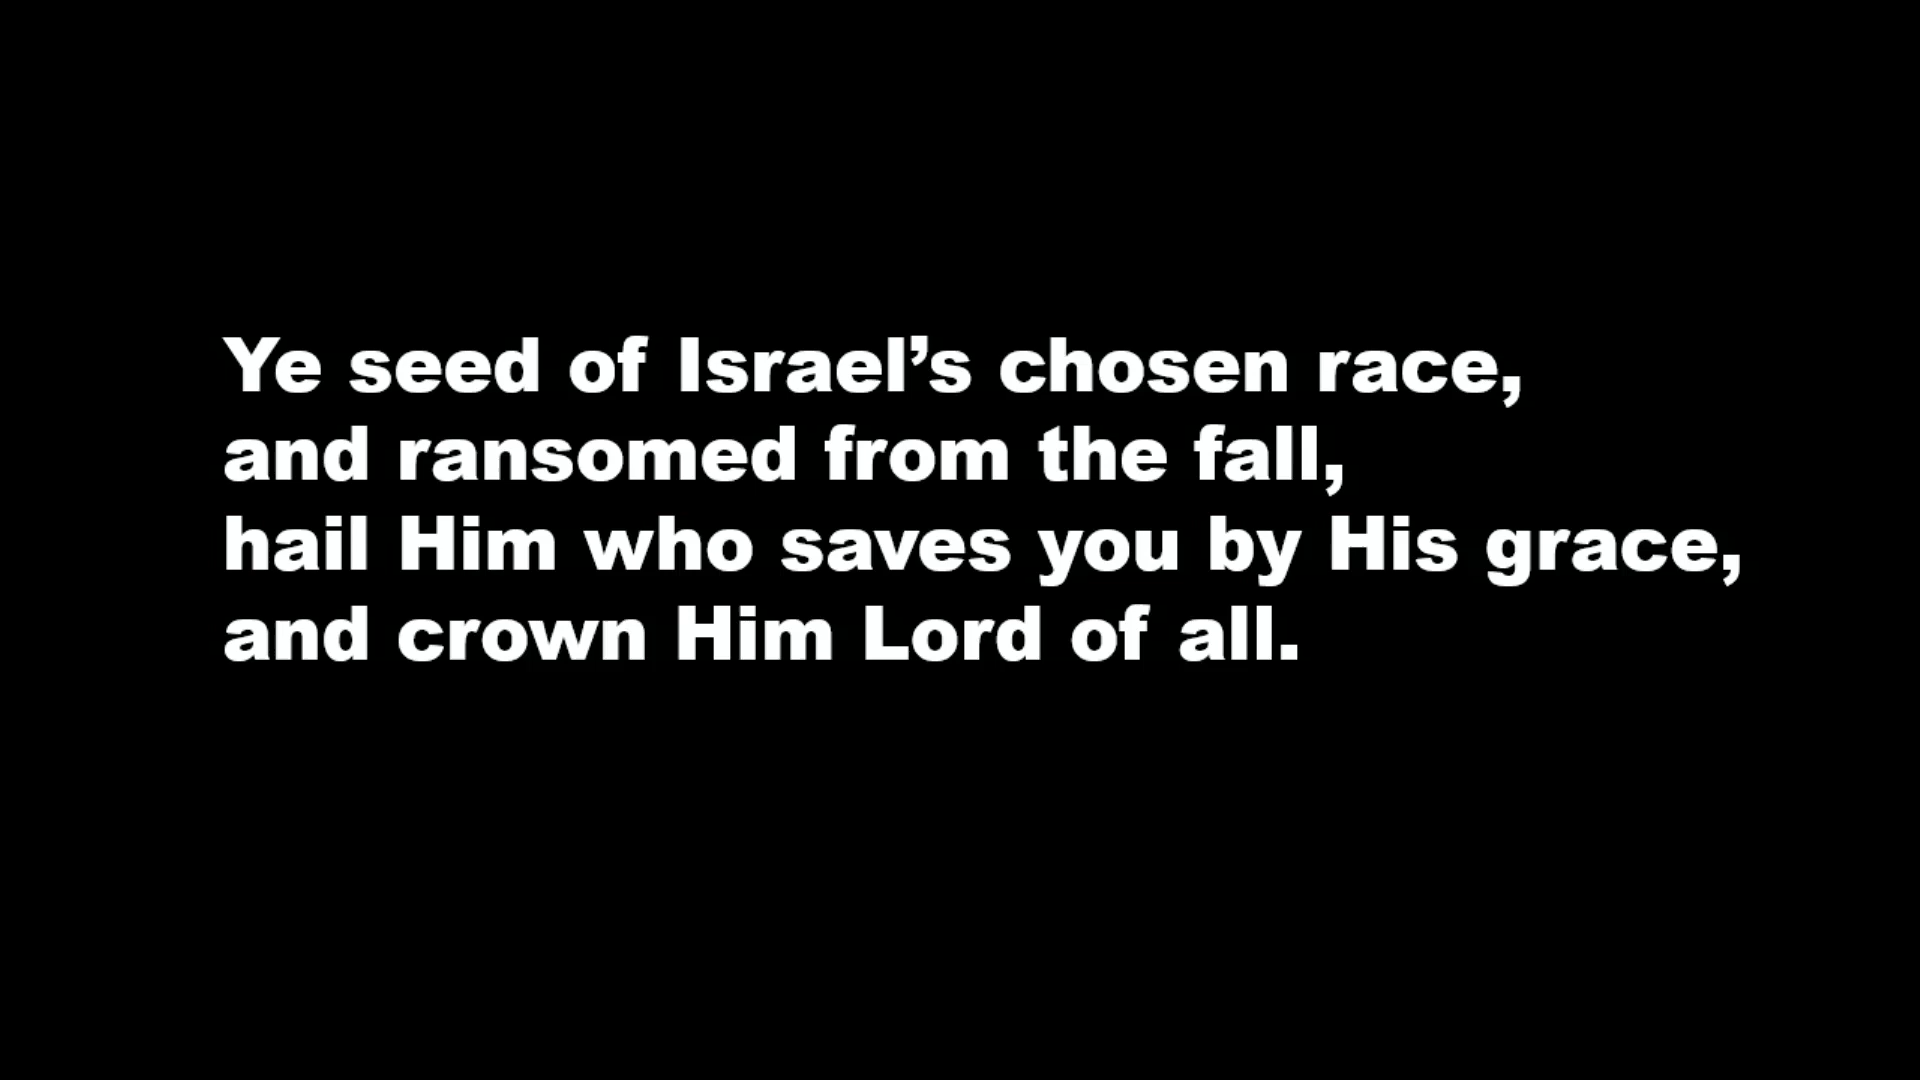 Ye seed of Israel’s chosen race,
and ransomed from the fall,
hail Him who saves you by His grace,
and crown Him Lord of all.